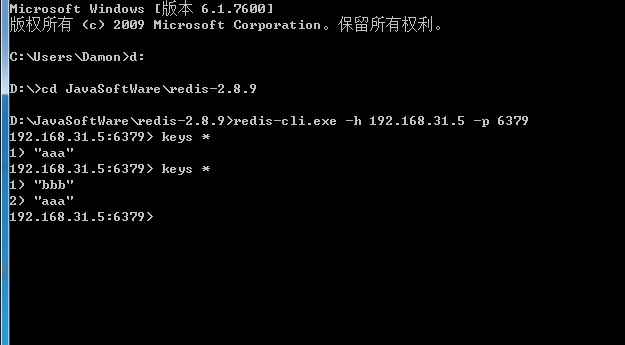 Microsoft Windows [版本 6.1.7600]
版权所有 (c) 2009 Microsoft Corporation。保留所有权利。
C:\Users\Damon>d:
D:\>cd JavaSoftWare\redis-2.8.9
D:\JavaSoftWare\redis-2.8.9>redis-cli.exe -h 192.168.31.5 -p 6379
192.168.31.5:6379> keys *
1) "aaa"
192.168.31.5:6379> keys *
1) "bbb"
2) "aaa"
192.168.31.5:6379>